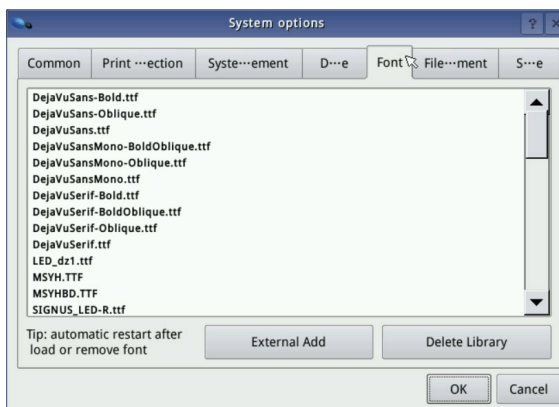 System options
?
Common Print ···ection Syste···ement D···e Font File···ment S···e
DejaVuSans-Bold.ttf
DejaVuSans-Oblique.ttf
DejaVuSans.ttf
DejaVuSansMono-BoldOblique.ttf
DejaVuSansMono-Oblique.ttf
DejaVuSansMono.ttf
DejaVuSerif-Bold.ttf
DejaVuSerif-BoldOblique.ttf
DejaVuSerif-Oblique.ttf
DejaVuSerif.ttf
LED_dz1.ttf
MSYH.TTF
MSYHBD.TTF
SIGNUS_LED-R.ttf
Tip: automatic restart after
load or remove font
External Add Delete Library
OK Cancel